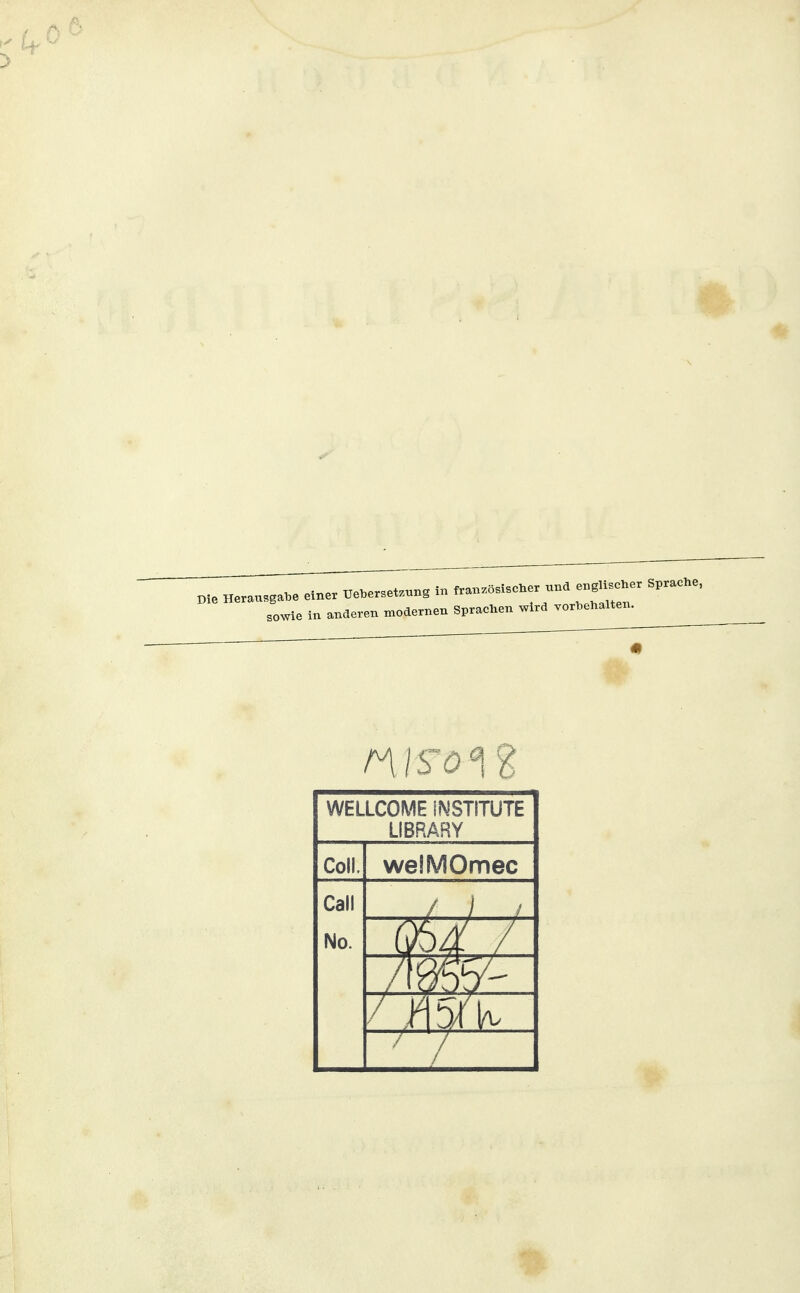 Die Herausgabe einer Uebersetzung in französischer und englischer Sprache,
sowie in anderen modernen Sprachen wird vorbehalten.
M15098
WELLCOME INSTITUTE
LIBRARY
Coll. welMOmec
Call
No.
1855-